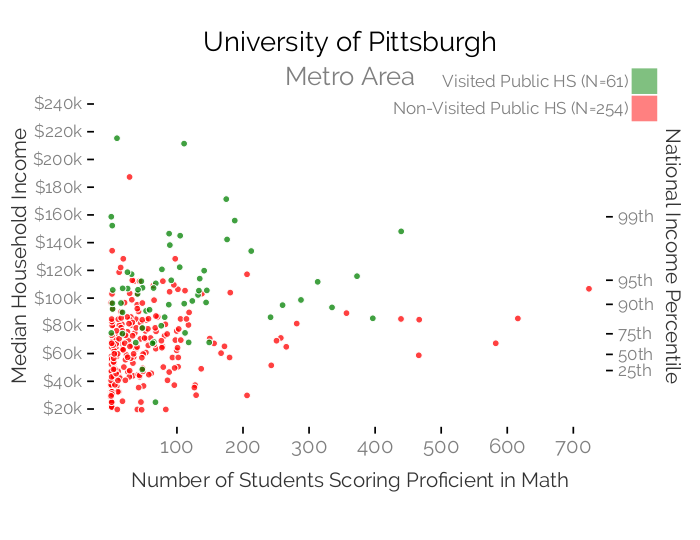 University of Pittsburgh
Metro Area
Visited Public HS (N=61)
Non-Visited Public HS (N=254)
Median Household Income
$240k
$220k
$200k
$180k
$160k
$140k
$120k
$100k
$80k
$60k
$40k
$20k
99th
95th
90th
75th
50th
25th
National Income Percentile
100 200 300 400 500 600 700
Number of Students Scoring Proficient in Math